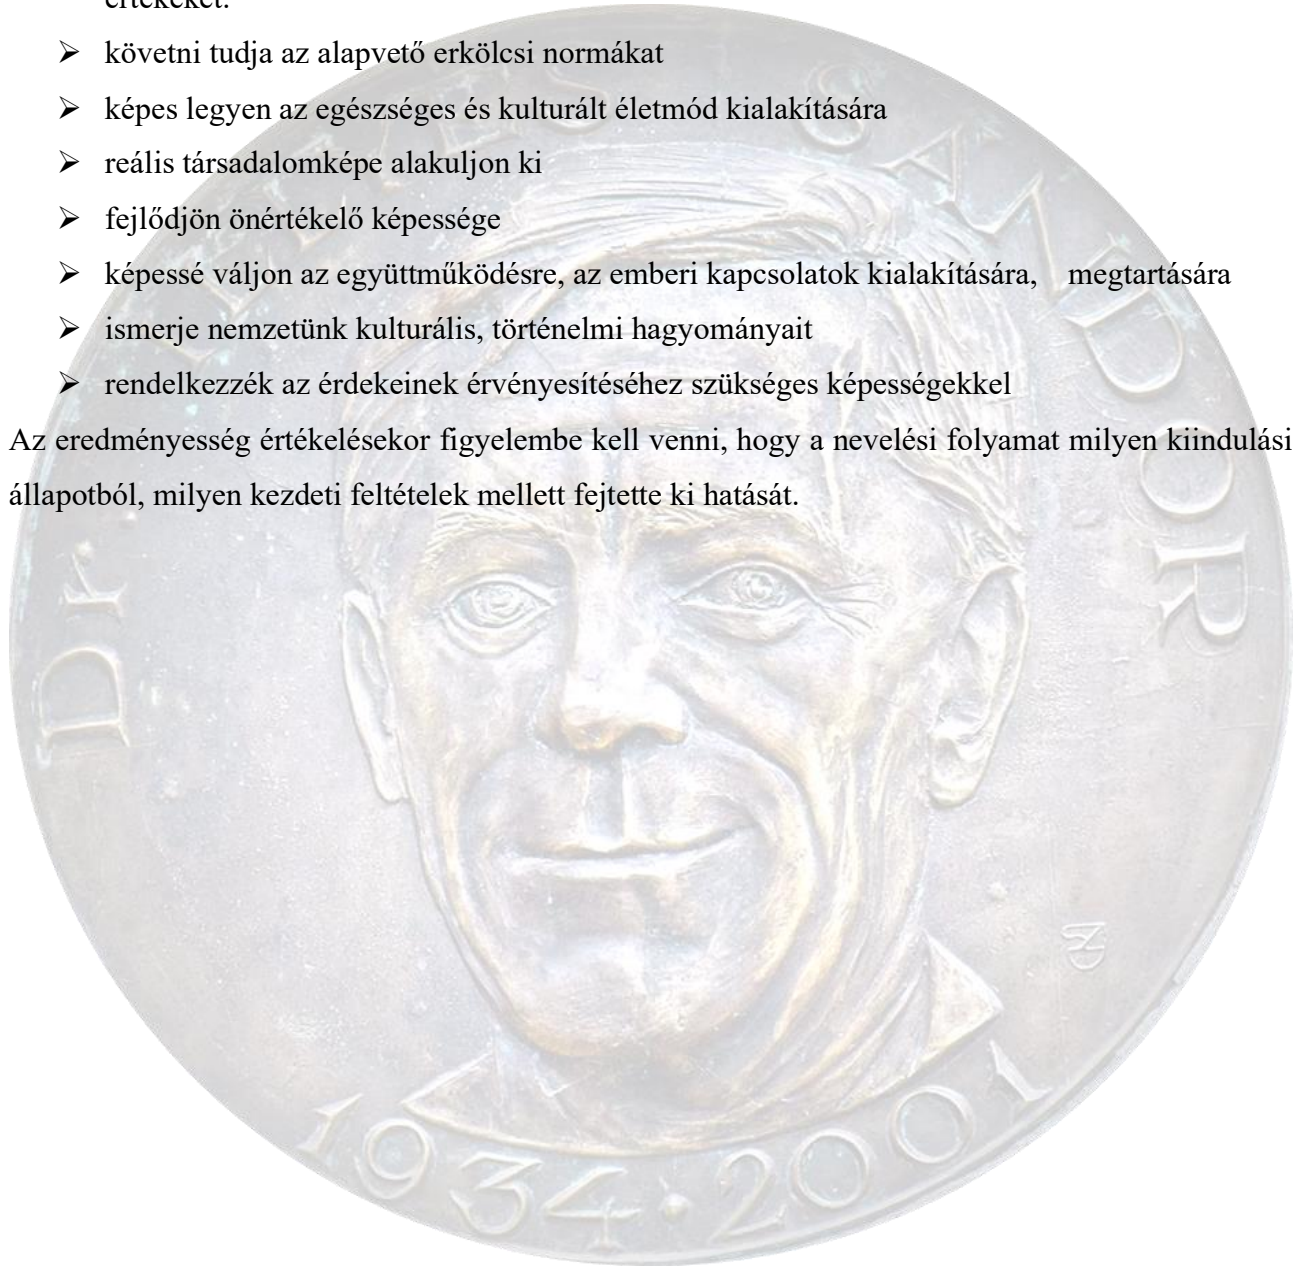 értékeket.
➢ követni tudja az alapvető erkölcsi normákat
➢ képes legyen az egészséges és kulturált életmód kialakítására
➢ reális társadalomképe alakuljon ki
➢ fejlődjön önértékelő képessége
➢ képessé váljon az együttműködésre, az emberi kapcsolatok kialakítására, megtartására
➢ ismerje nemzetünk kulturális, történelmi hagyományait
➢ rendelkezzék az érdekeinek érvényesítéséhez szükséges képességekkel
Az eredményesség értékelésekor figyelembe kell venni, hogy a nevelési folyamat milyen kiindulási
állapotból, milyen kezdeti feltételek mellett fejtette ki hatását.
Dr. SÁNDOR
1934·2001